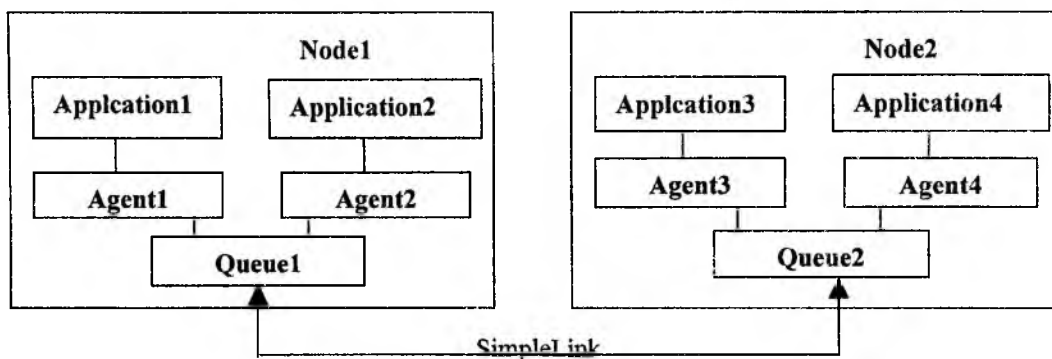 Node1
Applcation1
Application2
Agent1
Agent2
Queue1
Node2
Applcation3
Application4
Agent3
Agent4
Queue2
SimpleLink